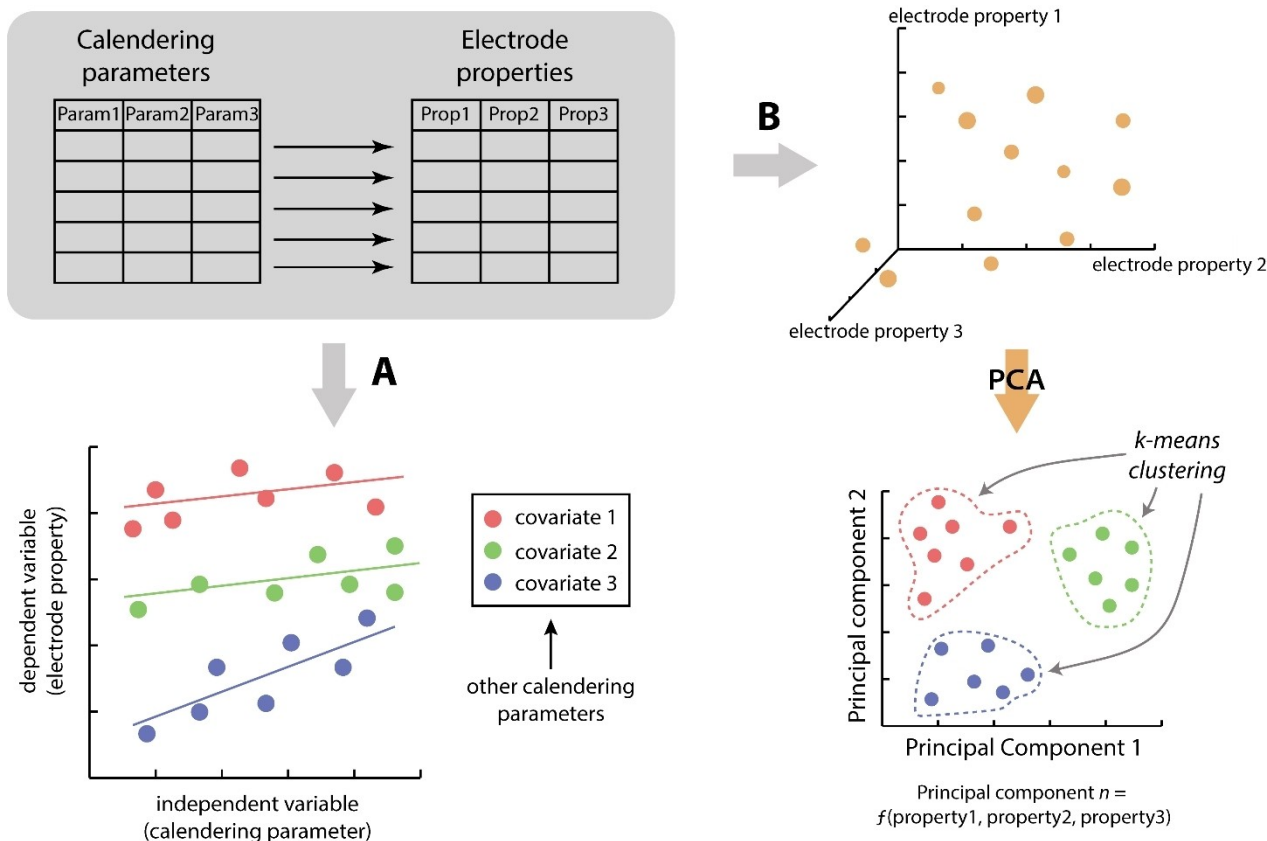 Calendering
parameters
Electrode
properties
Param1 Param2 Param3
Prop1 Prop2 Prop3
B
electrode property 1
electrode property 2
electrode property 3
A
PCA
dependent variable
(electrode property)
independent variable
(calendering parameter)
covariate 1
covariate 2
covariate 3
other calendering
parameters
k-means
clustering
Principal component 2
Principal Component 1
Principal component n =
f(property1, property2, property3)